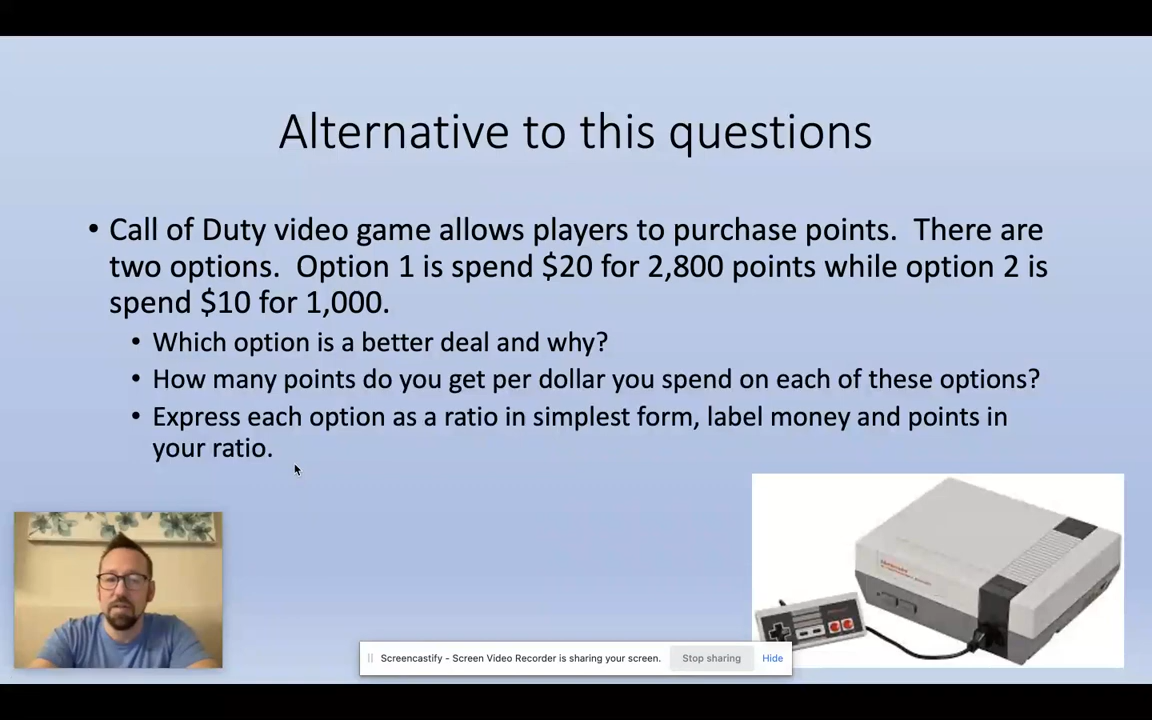 Alternative to this questions
• Call of Duty video game allows players to purchase points. There are
two options. Option 1 is spend $20 for 2,800 points while option 2 is
spend $10 for 1,000.
• Which option is a better deal and why?
• How many points do you get per dollar you spend on each of these options?
• Express each option as a ratio in simplest form, label money and points in
your ratio.
Nintendo
Screencastify - Screen Video Recorder is sharing your screen. Stop sharing Hide